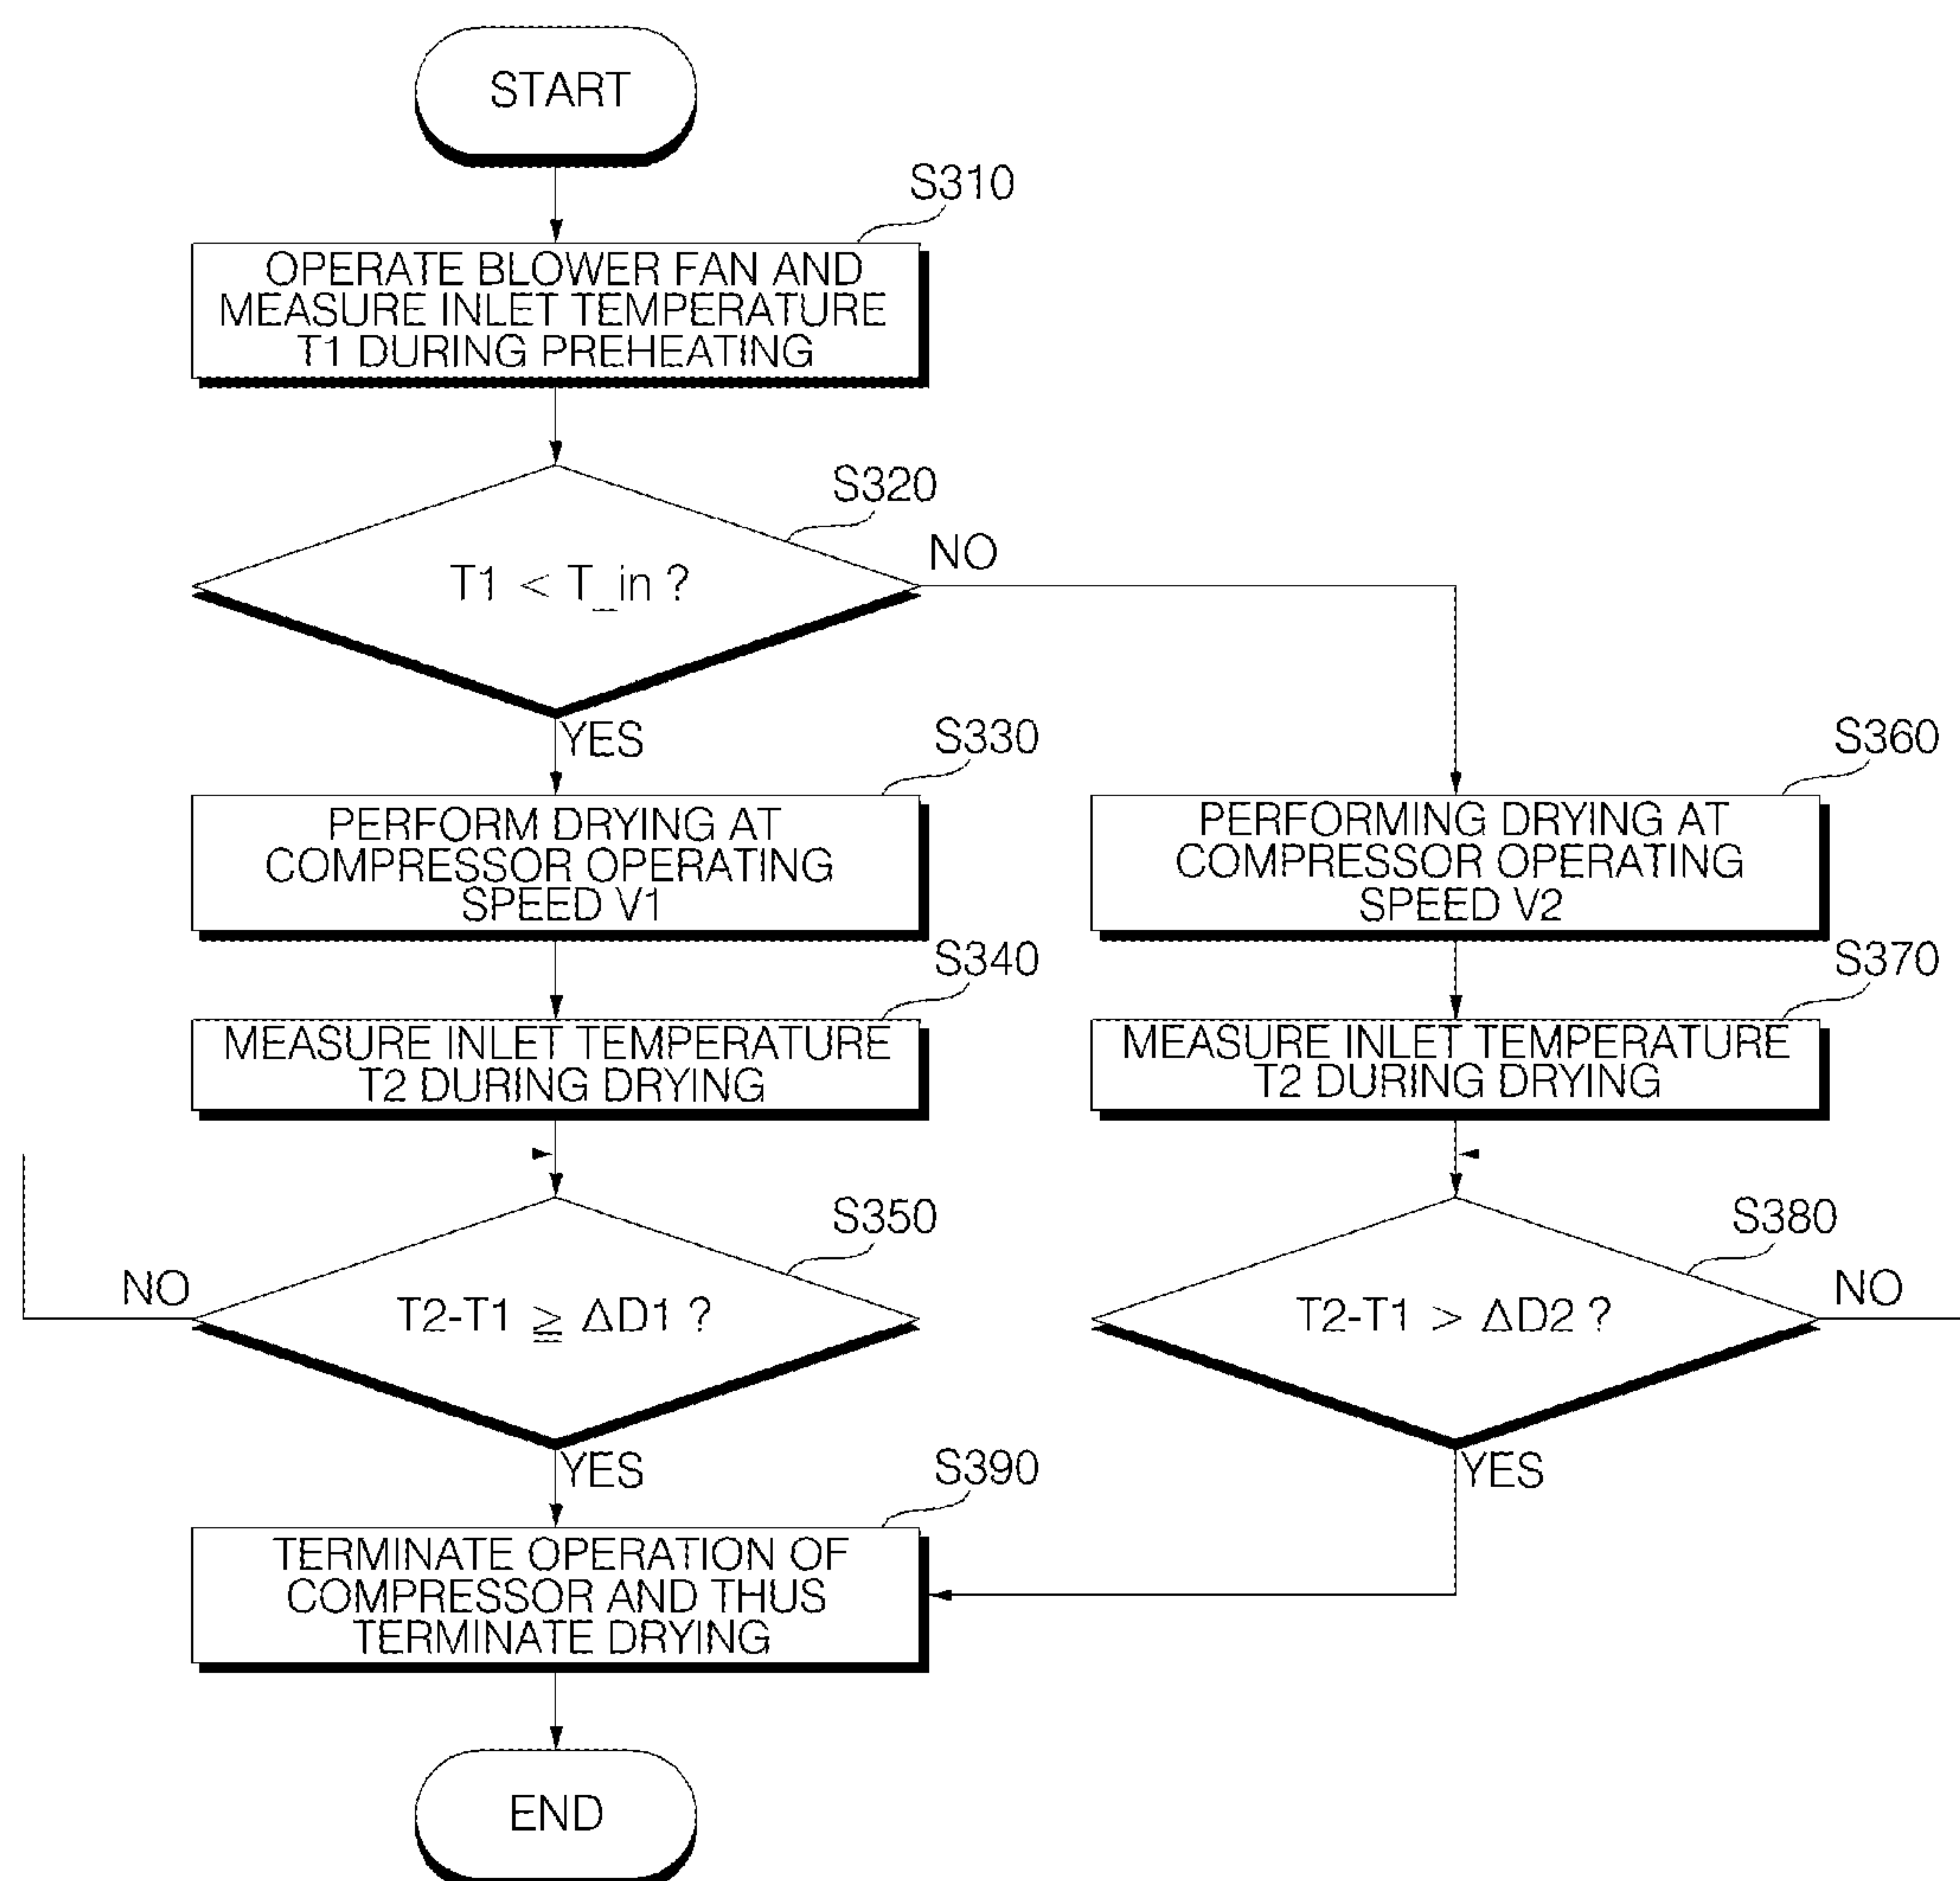 START
S310
OPERATE BLOWER FAN AND
MEASURE INLET TEMPERATURE
T1 DURING PREHEATING
S320
T1 < T_in ?
NO
YES
S330
PERFORM DRYING AT
COMPRESSOR OPERATING
SPEED V1
S360
PERFORMING DRYING AT
COMPRESSOR OPERATING
SPEED V2
S340
MEASURE INLET TEMPERATURE
T2 DURING DRYING
S370
MEASURE INLET TEMPERATURE
T2 DURING DRYING
S350
NO
T2-T1 ≧ ΔD1 ?
YES
S380
T2-T1 > ΔD2 ?
NO
YES
S390
TERMINATE OPERATION OF
COMPRESSOR AND THUS
TERMINATE DRYING
END